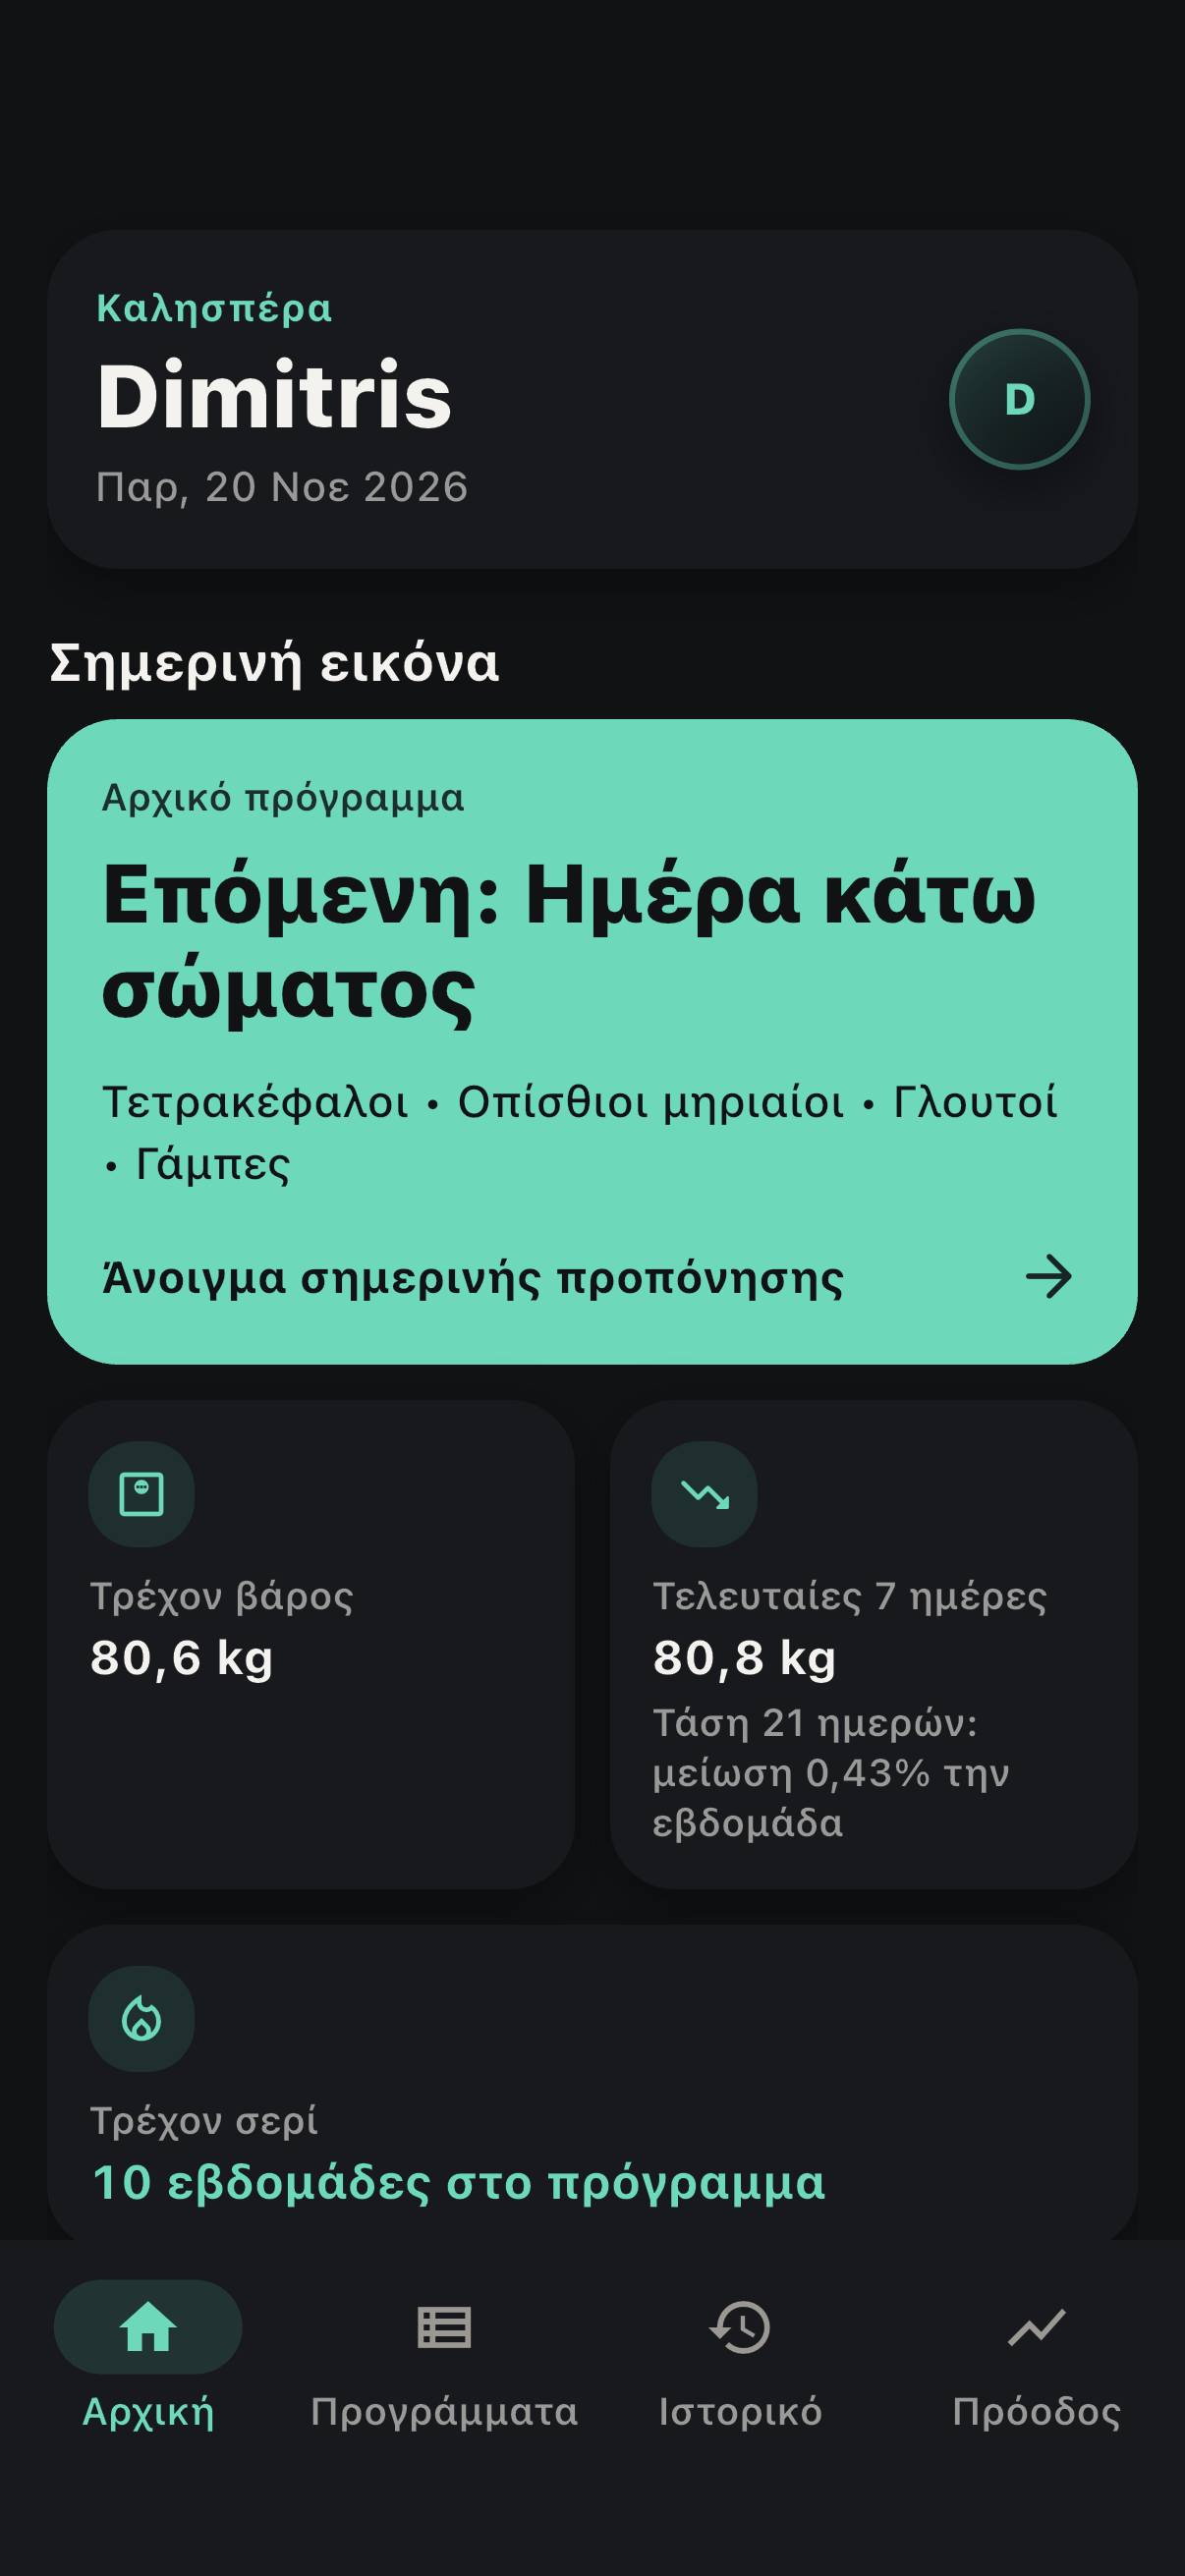 Καλησπέρα
Dimitris
Παρ, 20 Νοε 2026
D
Σημερινή εικόνα
Αρχικό πρόγραμμα
Επόμενη: Ημέρα κάτω
σώματος
Τετρακέφαλοι • Οπίσθιοι μηριαίοι • Γλουτοί
• Γάμπες
Άνοιγμα σημερινής προπόνησης
Τρέχον βάρος
80,6 kg
Τελευταίες 7 ημέρες
80,8 kg
Τάση 21 ημερών:
μείωση 0,43% την
εβδομάδα
Τρέχον σερί
10 εβδομάδες στο πρόγραμμα
Αρχική
Προγράμματα
Ιστορικό
Πρόοδος